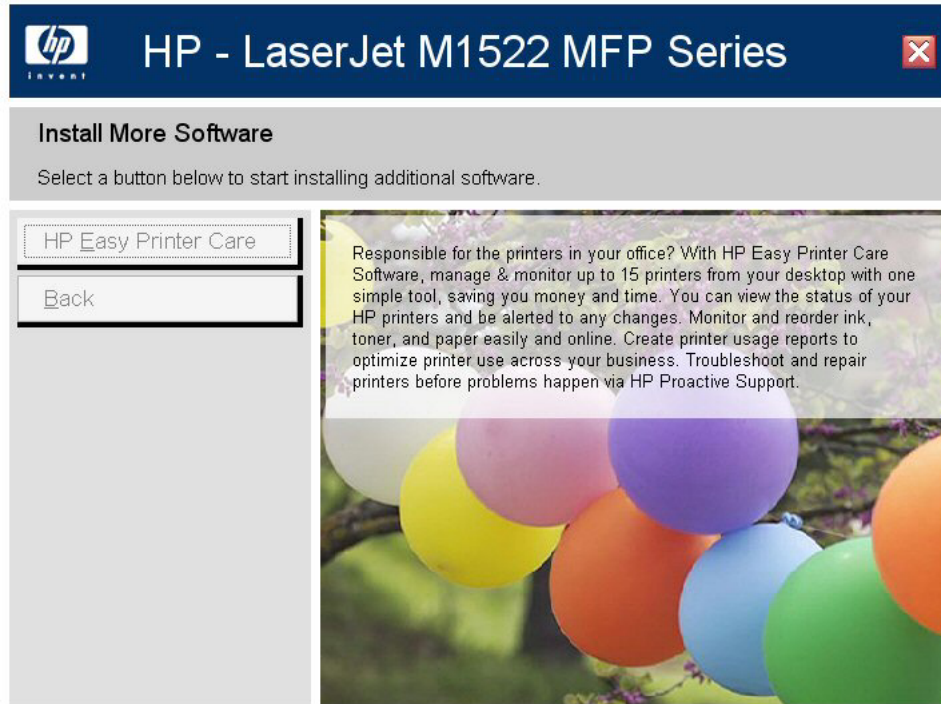 hp
invent
HP - LaserJet M1522 MFP Series
Install More Software
Select a button below to start installing additional software.
HP Easy Printer Care
Back
Responsible for the printers in your office? With HP Easy Printer Care
Software, manage & monitor up to 15 printers from your desktop with one
simple tool, saving you money and time. You can view the status of your
HP printers and be alerted to any changes. Monitor and reorder ink,
toner, and paper easily and online. Create printer usage reports to
optimize printer use across your business. Troubleshoot and repair
printers before problems happen via HP Proactive Support.